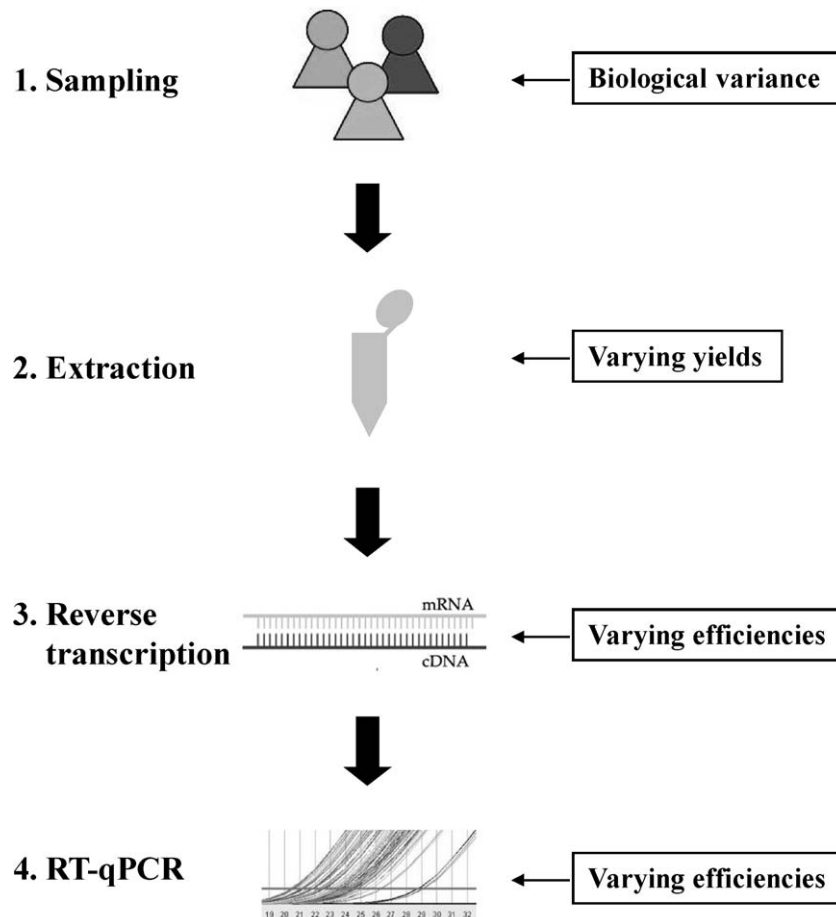 1. Sampling
Biological variance
2. Extraction
Varying yields
3. Reverse
transcription
mRNA
cDNA
Varying efficiencies
4. RT-qPCR
Varying efficiencies
19 20 21 22 23 24 25 26 27 28 29 30 31 32